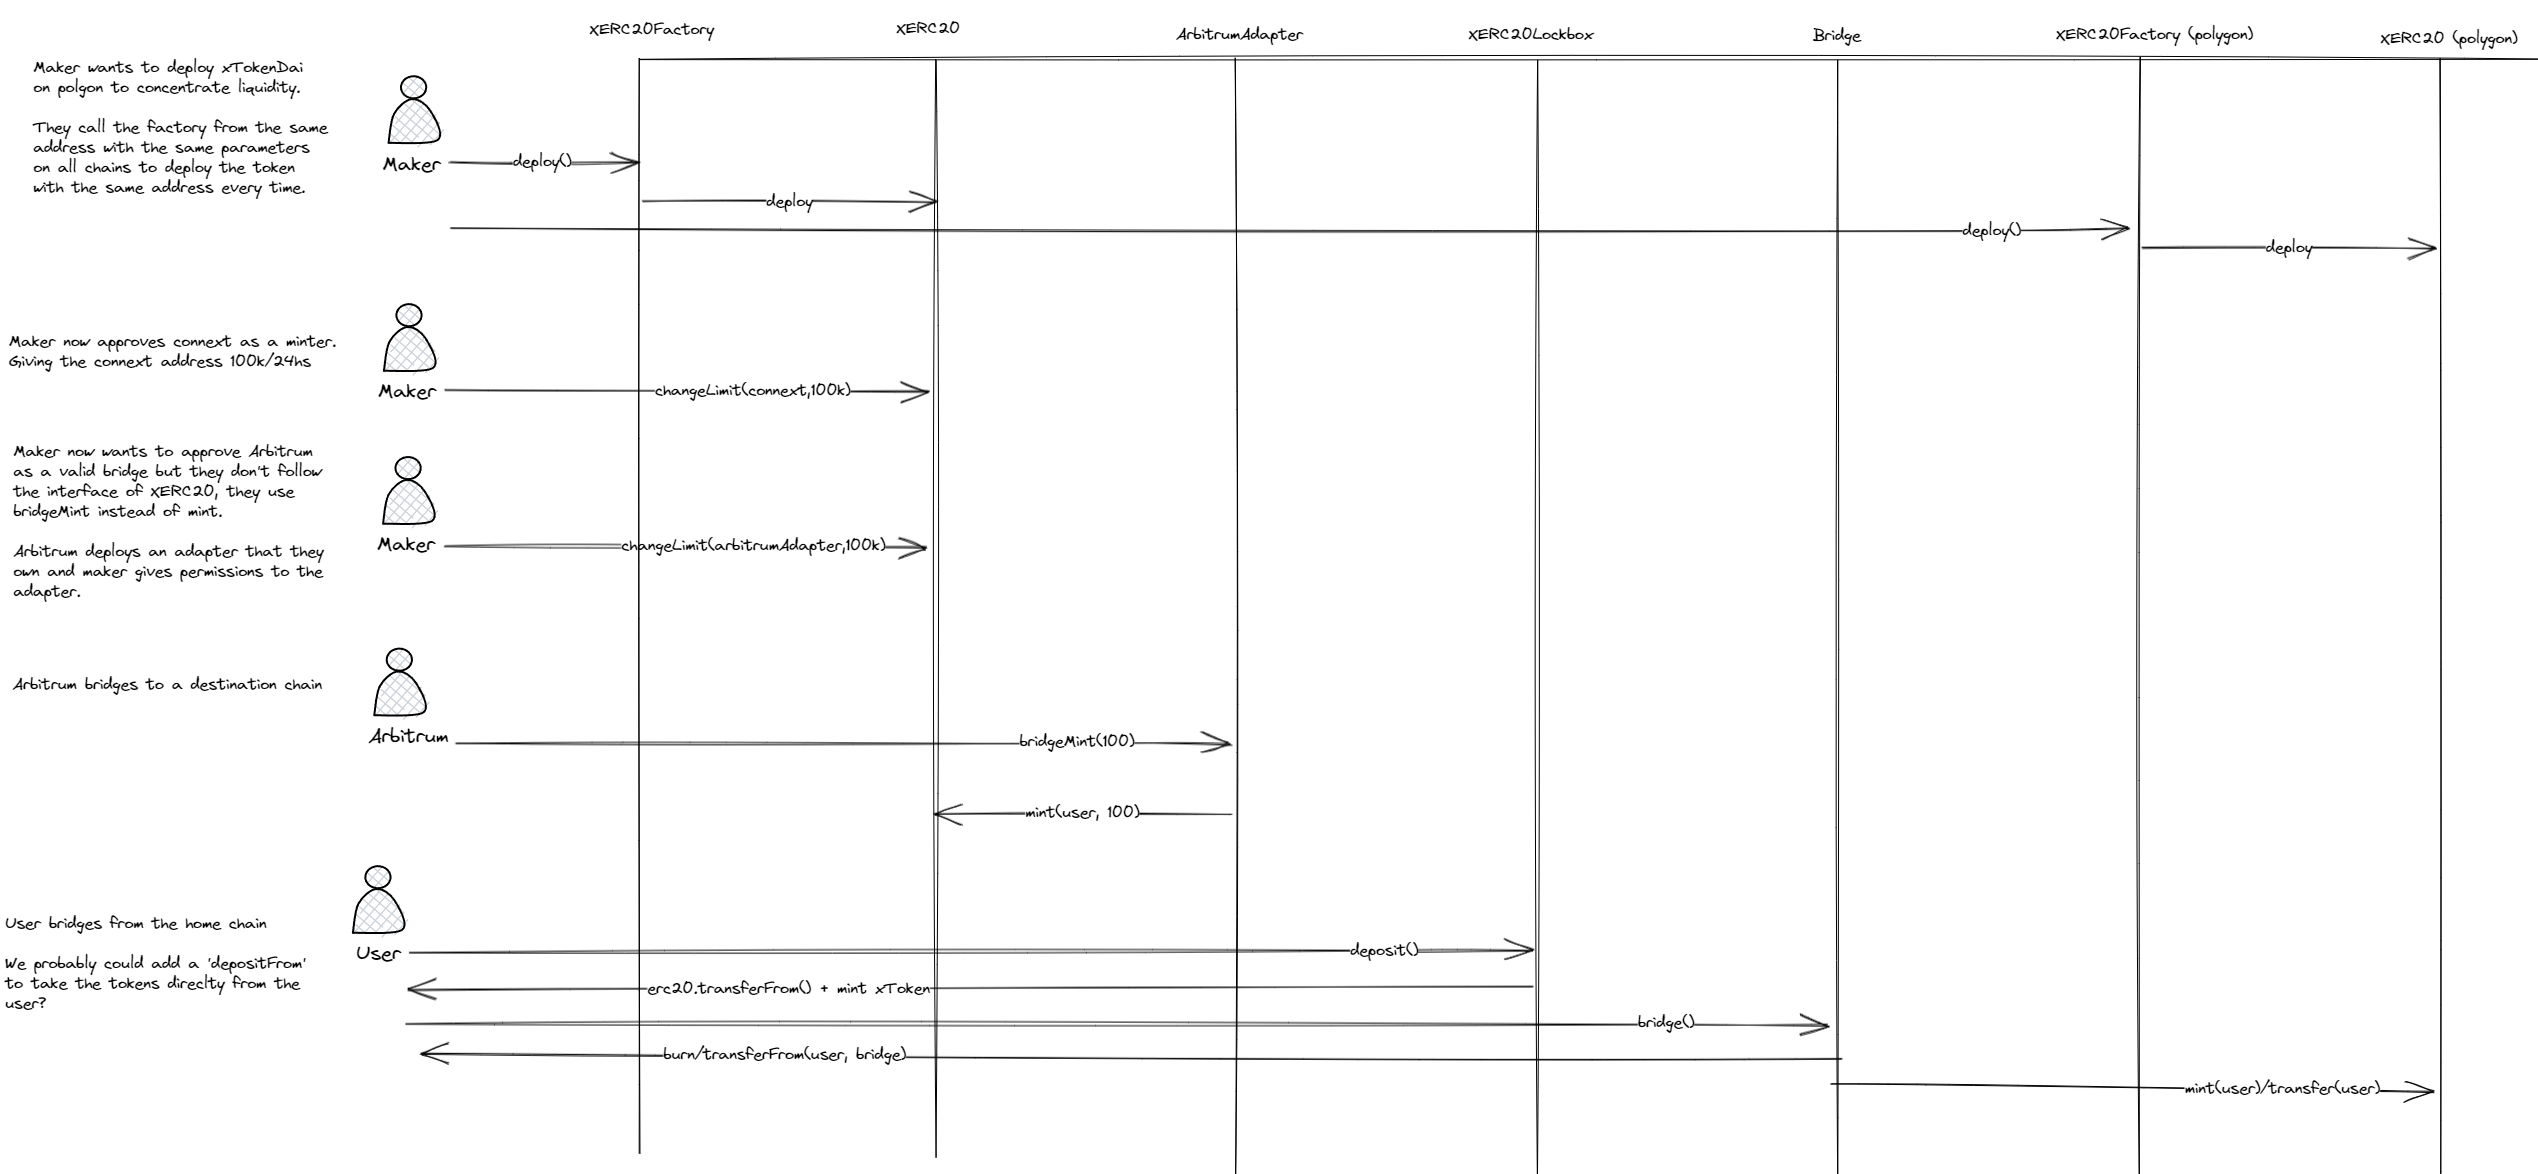 XERC20Factory
XERC20
ArbitrumAdapter
XERC20Lockbox
Bridge
XERC20Factory (polygon)
XERC20 (polygon)
Maker wants to deploy xTokenDai
on polgon to concentrate liquidity.
They call the factory from the same
address with the same parameters
on all chains to deploy the token
with the same address every time.
Maker
deploy()
deploy
deploy()
deploy
Maker now approves connext as a minter.
Giving the connext address 100k/24hs
Maker
changeLimit(connext,100k)
Maker now wants to approve Arbitrum
as a valid bridge but they don't follow
the interface of XERC20, they use
bridgeMint instead of mint.
Arbitrum deploys an adapter that they
own and maker gives permissions to the
adapter.
Maker
changeLimit(arbitrumAdapter,100k)
Arbitrum bridges to a destination chain
Arbitrum
bridgeMint(100)
mint(user, 100)
User bridges from the home chain
We probably could add a 'depositFrom'
to take the tokens direclty from the
user?
User
deposit()
erc20.transferFrom() + mint xToken
bridge()
burn/transferFrom(user, bridge)
mint(user)/transfer(user)